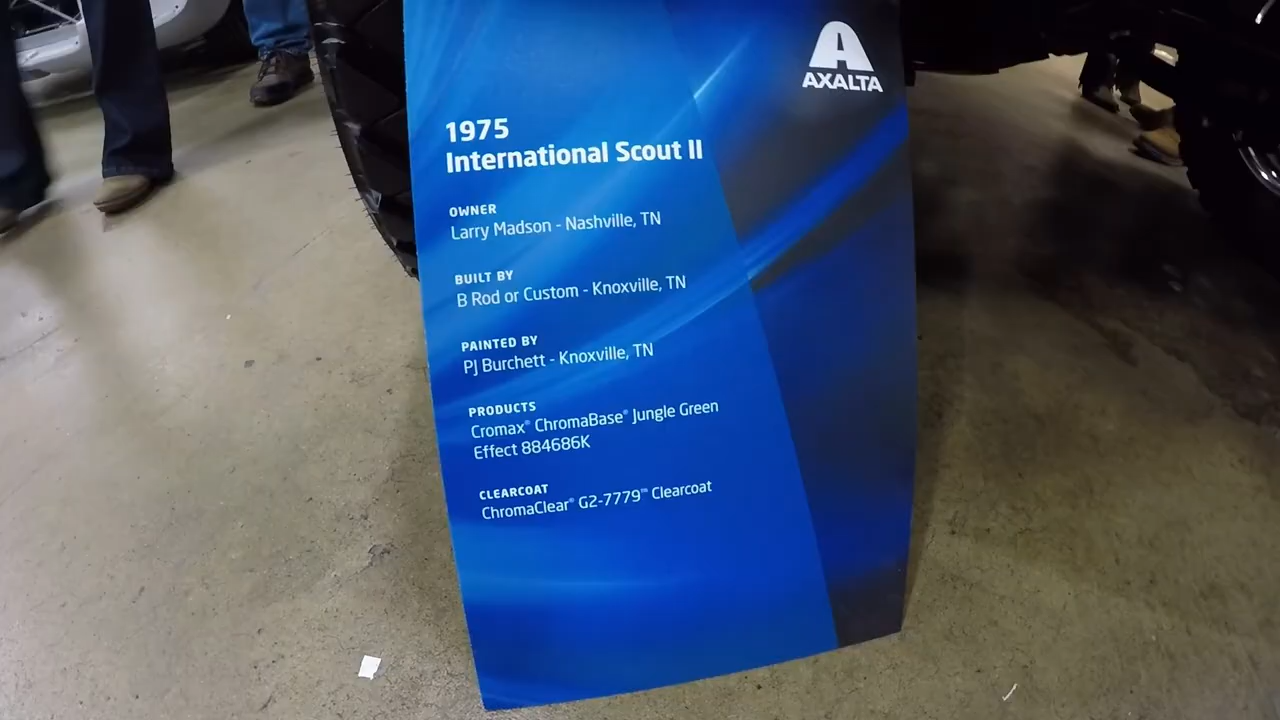 AXALTA
1975
International Scout II
OWNER
Larry Madson - Nashville, TN
BUILT BY
B Rod or Custom - Knoxville, TN
PAINTED BY
PJ Burchett - Knoxville, TN
PRODUCTS
Cromax® ChromaBase® Jungle Green
Effect 884686K
CLEARCOAT
ChromaClear® G2-7779™ Clearcoat